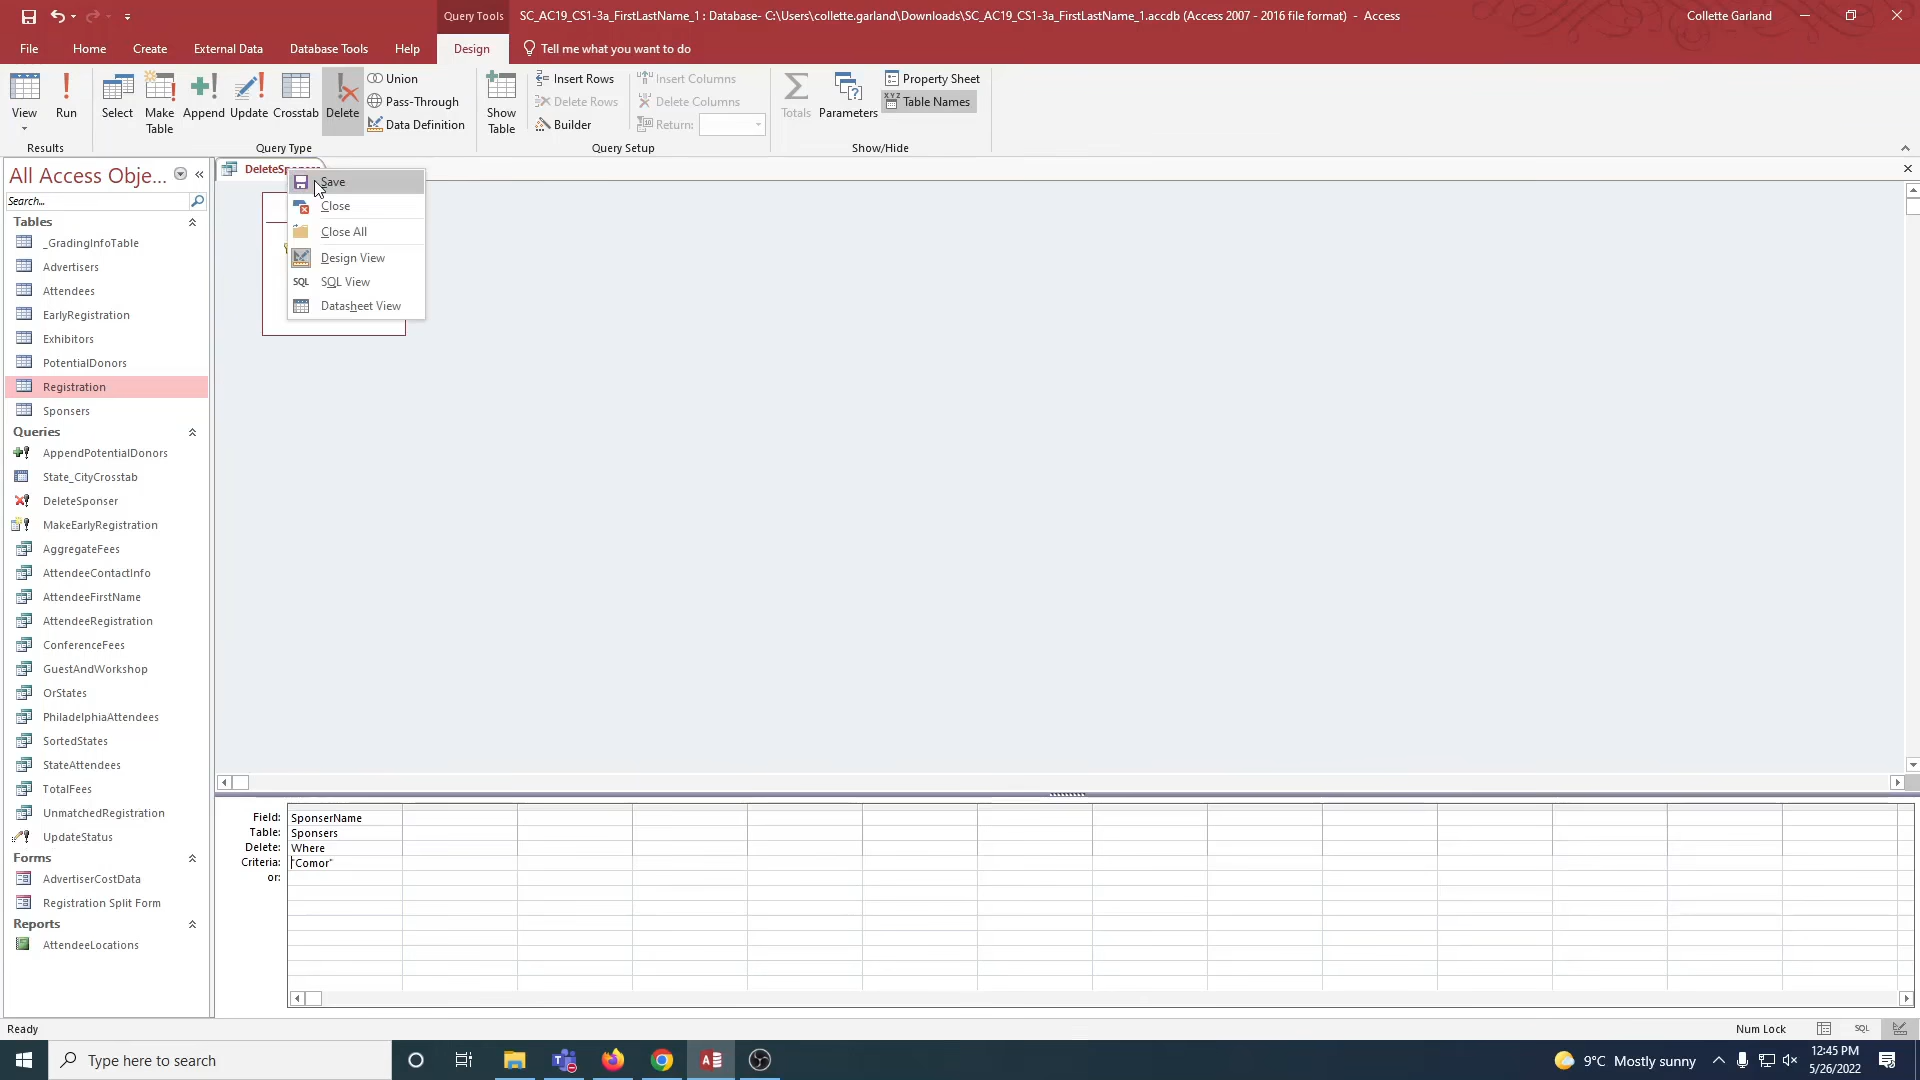 Query Tools
SC_AC19_CS1-3a_FirstLastName_1 : Database- C:\Users\collette.garland\Downloads\SC_AC19_CS1-3a_FirstLastName_1.accdb (Access 2007 - 2016 file format) - Access
Collette Garland
File Home Create External Data Database Tools Help Design Tell me what you want to do
View
Run
Select
Make Table
Append
Update
Crosstab
Delete
Union
Pass-Through
Data Definition
Show Table
Insert Rows
Delete Rows
Builder
Insert Columns
Delete Columns
Return:
Totals
Parameters
Property Sheet
Table Names
Results
Query Type
Query Setup
Show/Hide
All Access Obje...
Search...
Tables
_GradingInfoTable
Advertisers
Attendees
EarlyRegistration
Exhibitors
PotentialDonors
Registration
Sponsers
Queries
AppendPotentialDonors
State_CityCrosstab
DeleteSponser
MakeEarlyRegistration
AggregateFees
AttendeeContactInfo
AttendeeFirstName
AttendeeRegistration
ConferenceFees
GuestAndWorkshop
OrStates
PhiladelphiaAttendees
SortedStates
StateAttendees
TotalFees
UnmatchedRegistration
UpdateStatus
Forms
AdvertiserCostData
Registration Split Form
Reports
AttendeeLocations
DeleteSponser
Save
Close
Close All
Design View
SQL SQL View
Datasheet View
Field: SponserName
Table: Sponsers
Delete: Where
Criteria: "Comor"
or:
Ready
Num Lock
SQL
Type here to search
9°C Mostly sunny
12:45 PM
5/26/2022